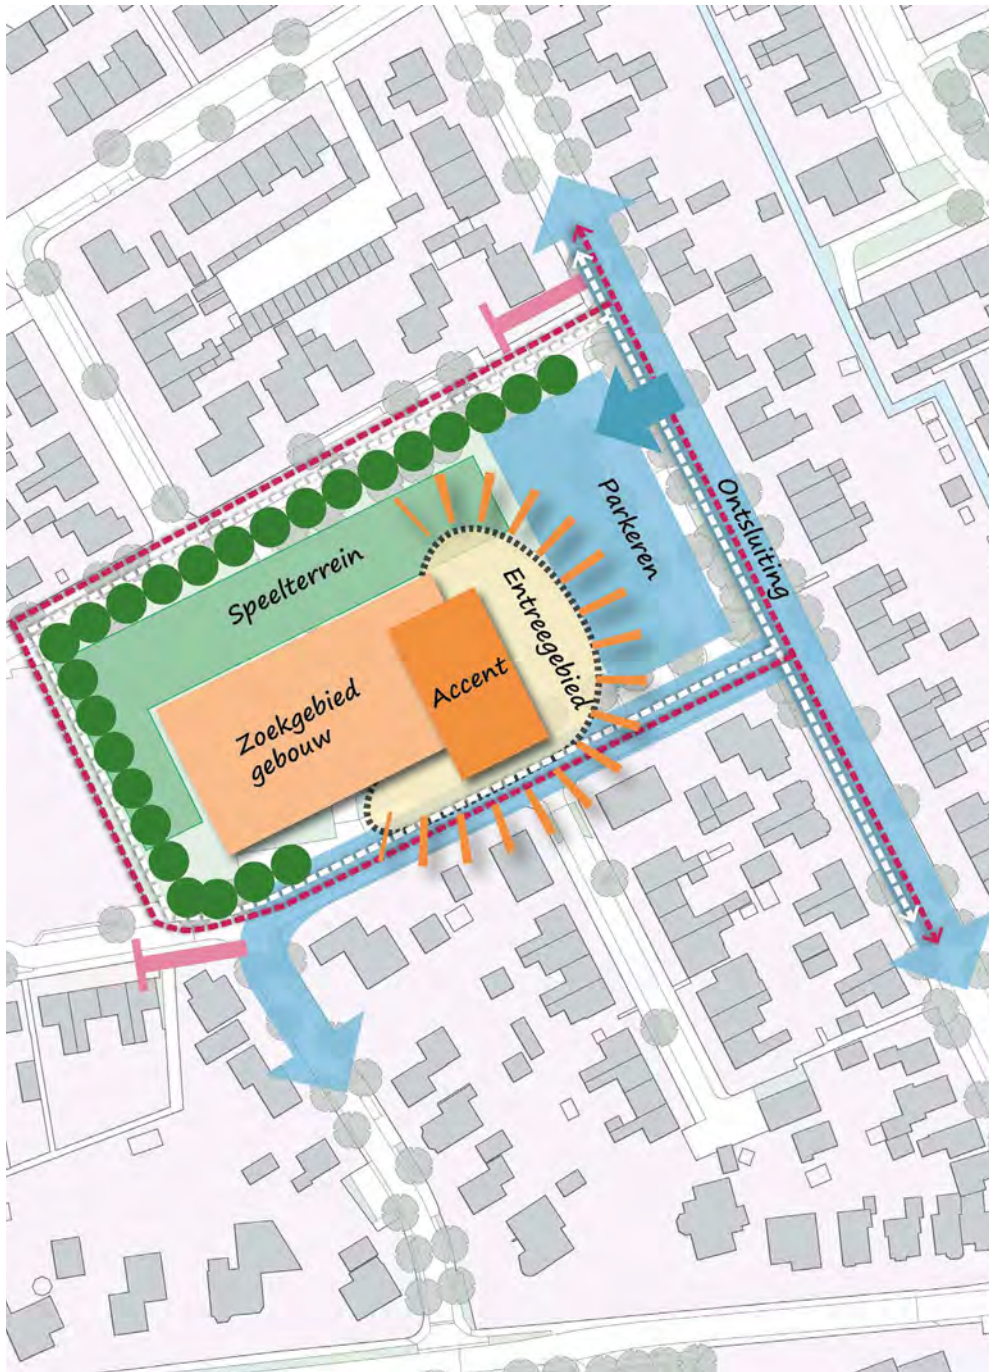 Ontsluiting
Parkeren
Speelterrein
Entreegebied
Accent
Zoekgebied
gebouw